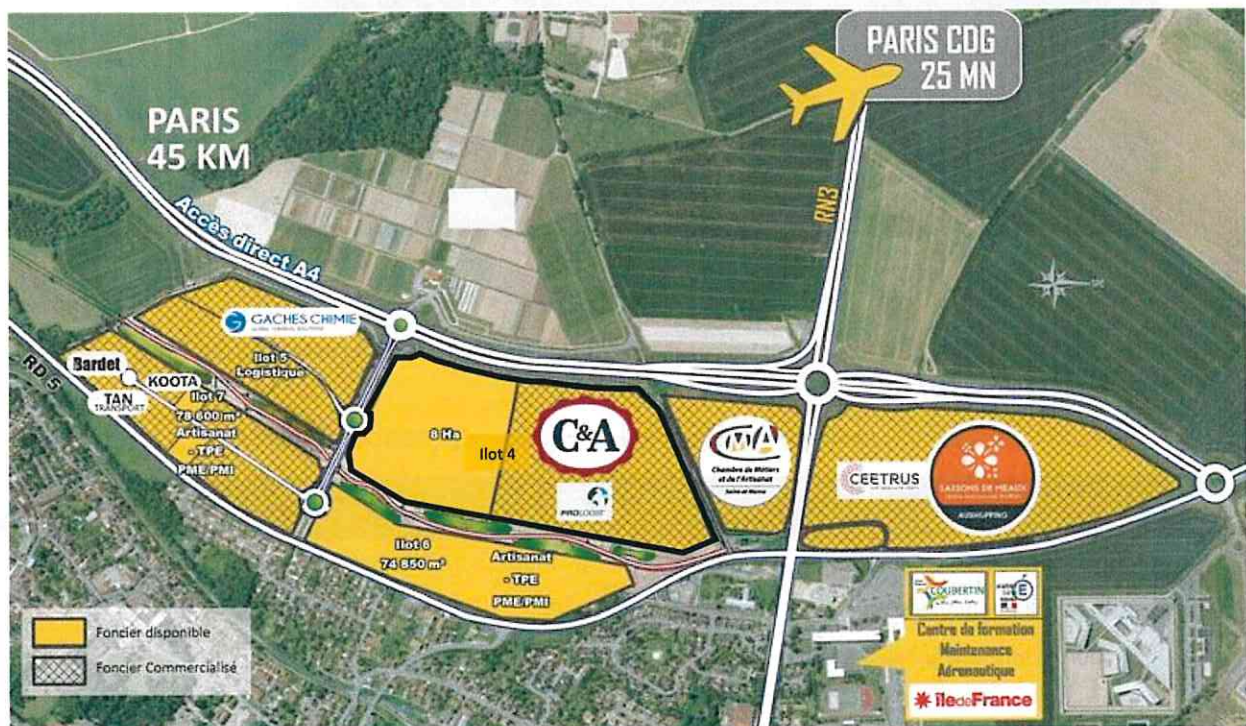 PARIS CDG
25 MN
PARIS
45 KM
RN3
Accès direct A4
GACHES CHIMIE
Ilot 5
Logistique
RD 5
Bardet
KOOTA
TAN
TRANSPORT
Ilot 7
78 600 m²
Artisanat
- TPE
PME/PMI
8 Ha
Ilot 4
C&A
PROLOGIS
CMA
Chambre de Métiers
et de l'Artisanat
Seine-et-Marne
CEETRUS
SAISONS DE MEAUX
AUSHOPPING
Ilot 6
74 850 m²
Artisanat
- TPE
PME/PMI
COUBERTIN
Centre de formation
Maintenance
Aéronautique
îledeFrance
Foncier disponible
Foncier Commercialisé